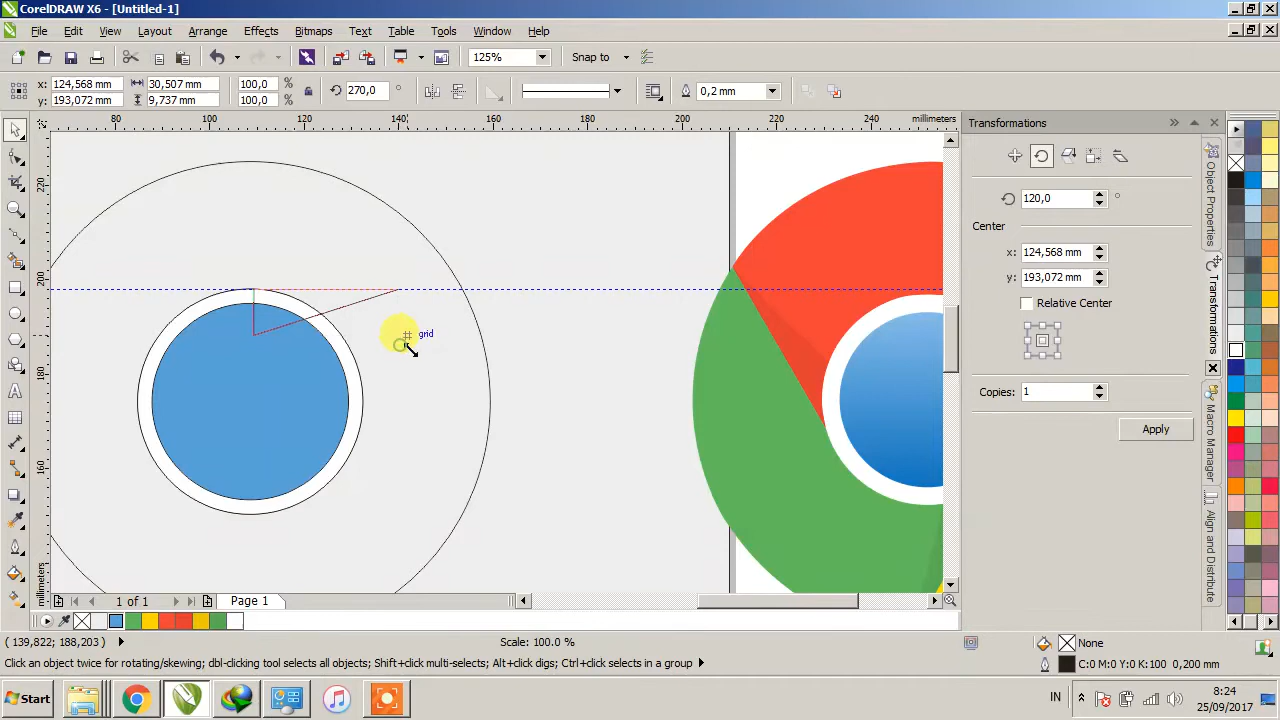 CorelDRAW X6 - [Untitled-1]
File Edit View Layout Arrange Effects Bitmaps Text Table Tools Window Help
125% Snap to
x: 124,568 mm 30,507 mm 100,0 %
y: 193,072 mm 9,737 mm 100,0 %
270,0 °
0,2 mm
80 100 120 140 160 180 200 220 240 millimeters
220
200
180
160
millimeters
grid
Transformations
120,0 °
Center
x: 124,568 mm
y: 193,072 mm
Relative Center
Copies: 1
Apply
Object Properties
Transformations
Macro Manager
Align and Distribute
1 of 1 Page 1
( 139,822; 188,203 ) Scale: 100.0 % None
Click an object twice for rotating/skewing; dbl-clicking tool selects all objects; Shift+click multi-selects; Alt+click digs; Ctrl+click selects in a group C:0 M:0 Y:0 K:100 0,200 mm
Start IN 8:24
25/09/2017